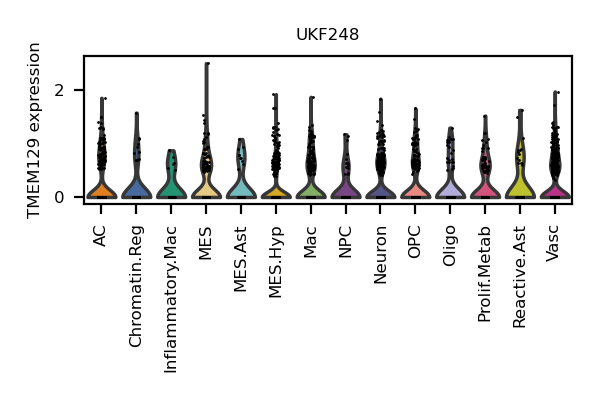 UKF248
TMEM129 expression
2
0
AC
Chromatin.Reg
Inflammatory.Mac
MES
MES.Ast
MES.Hyp
Mac
NPC
Neuron
OPC
Oligo
Prolif.Metab
Reactive.Ast
Vasc